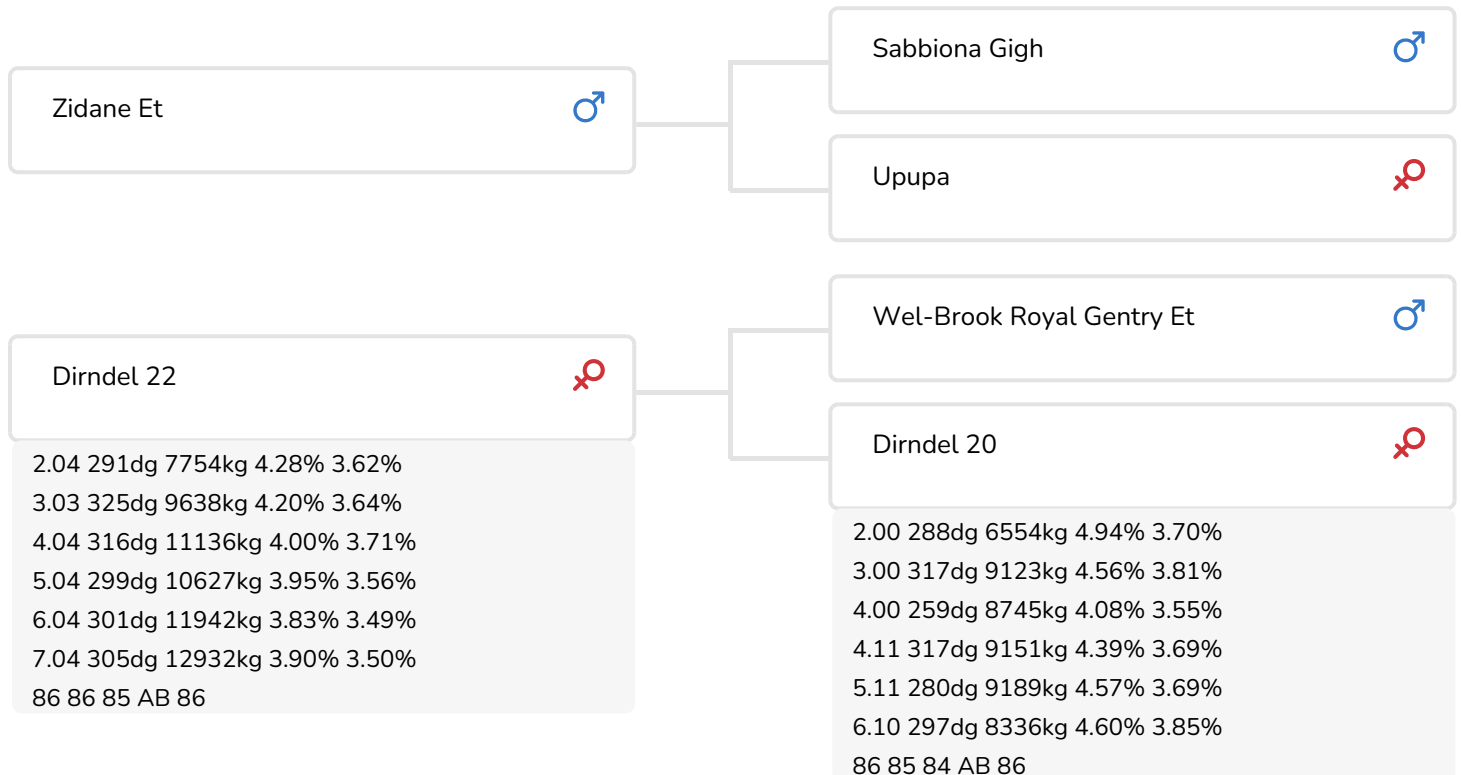 Zidane Et
Sabbiona Gigh
Upupa
Dirndel 22
2.04 291dg 7754kg 4.28% 3.62%
3.03 325dg 9638kg 4.20% 3.64%
4.04 316dg 11136kg 4.00% 3.71%
5.04 299dg 10627kg 3.95% 3.56%
6.04 301dg 11942kg 3.83% 3.49%
7.04 305dg 12932kg 3.90% 3.50%
86 86 85 AB 86
Wel-Brook Royal Gentry Et
Dirndel 20
2.00 288dg 6554kg 4.94% 3.70%
3.00 317dg 9123kg 4.56% 3.81%
4.00 259dg 8745kg 4.08% 3.55%
4.11 317dg 9151kg 4.39% 3.69%
5.11 280dg 9189kg 4.57% 3.69%
6.10 297dg 8336kg 4.60% 3.85%
86 85 84 AB 86